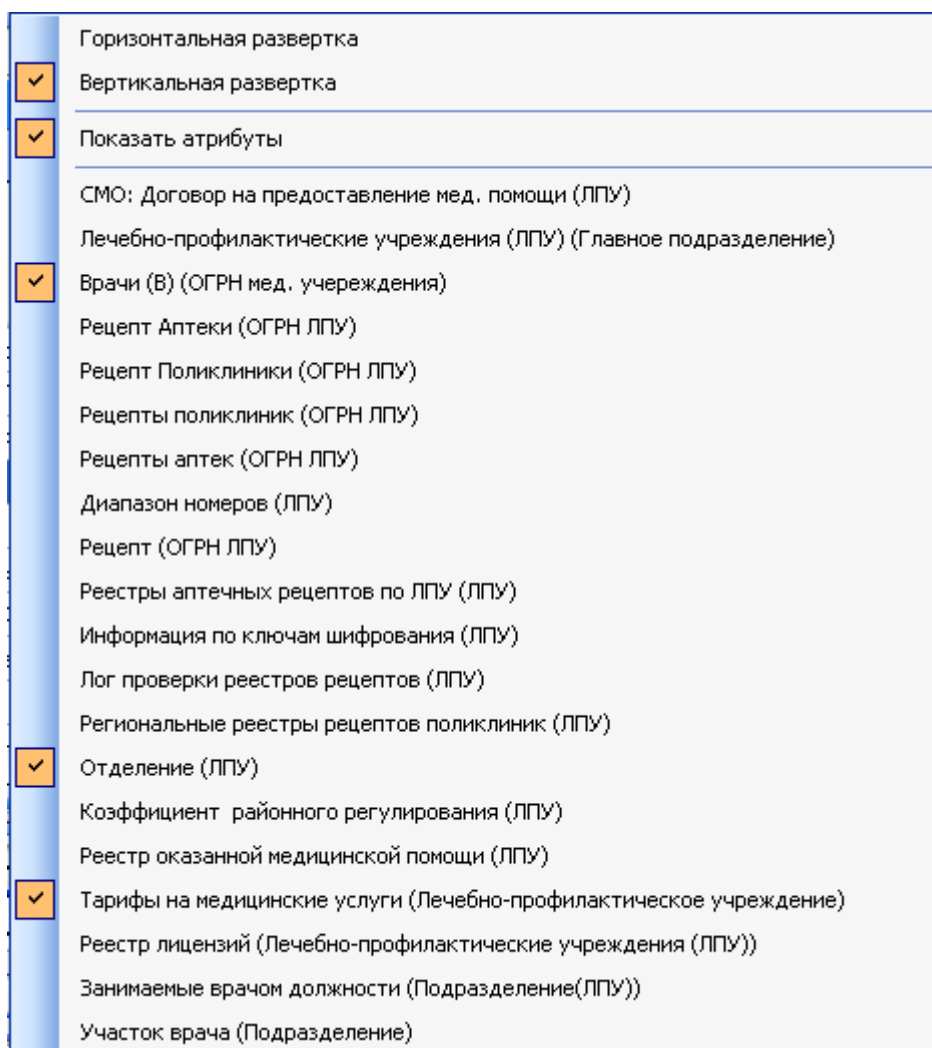 Горизонтальная развертка
Вертикальная развертка
Показать атрибуты
СМО: Договор на предоставление мед. помощи (ЛПУ)
Лечебно-профилактические учреждения (ЛПУ) (Главное подразделение)
Врачи (В) (ОГРН мед. учереждения)
Рецепт Аптеки (ОГРН ЛПУ)
Рецепт Поликлиники (ОГРН ЛПУ)
Рецепты поликлиник (ОГРН ЛПУ)
Рецепты аптек (ОГРН ЛПУ)
Диапазон номеров (ЛПУ)
Рецепт (ОГРН ЛПУ)
Реестры аптечных рецептов по ЛПУ (ЛПУ)
Информация по ключам шифрования (ЛПУ)
Лог проверки реестров рецептов (ЛПУ)
Региональные реестры рецептов поликлиник (ЛПУ)
Отделение (ЛПУ)
Коэффициент  районного регулирования (ЛПУ)
Реестр оказанной медицинской помощи (ЛПУ)
Тарифы на медицинские услуги (Лечебно-профилактическое учреждение)
Реестр лицензий (Лечебно-профилактические учреждения (ЛПУ))
Занимаемые врачом должности (Подразделение(ЛПУ))
Участок врача (Подразделение)